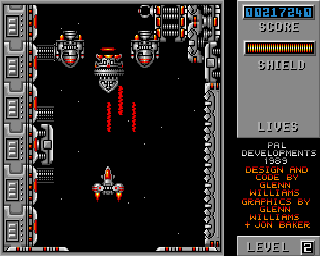 00217240
SCORE
SHIELD
LIVES
PAL
DEVELOPMENTS
1989
DESIGN AND
CODE BY
GLENN
WILLIAMS
GRAPHICS BY
GLENN
WILLIAMS
+ JON BAKER
LEVEL 2